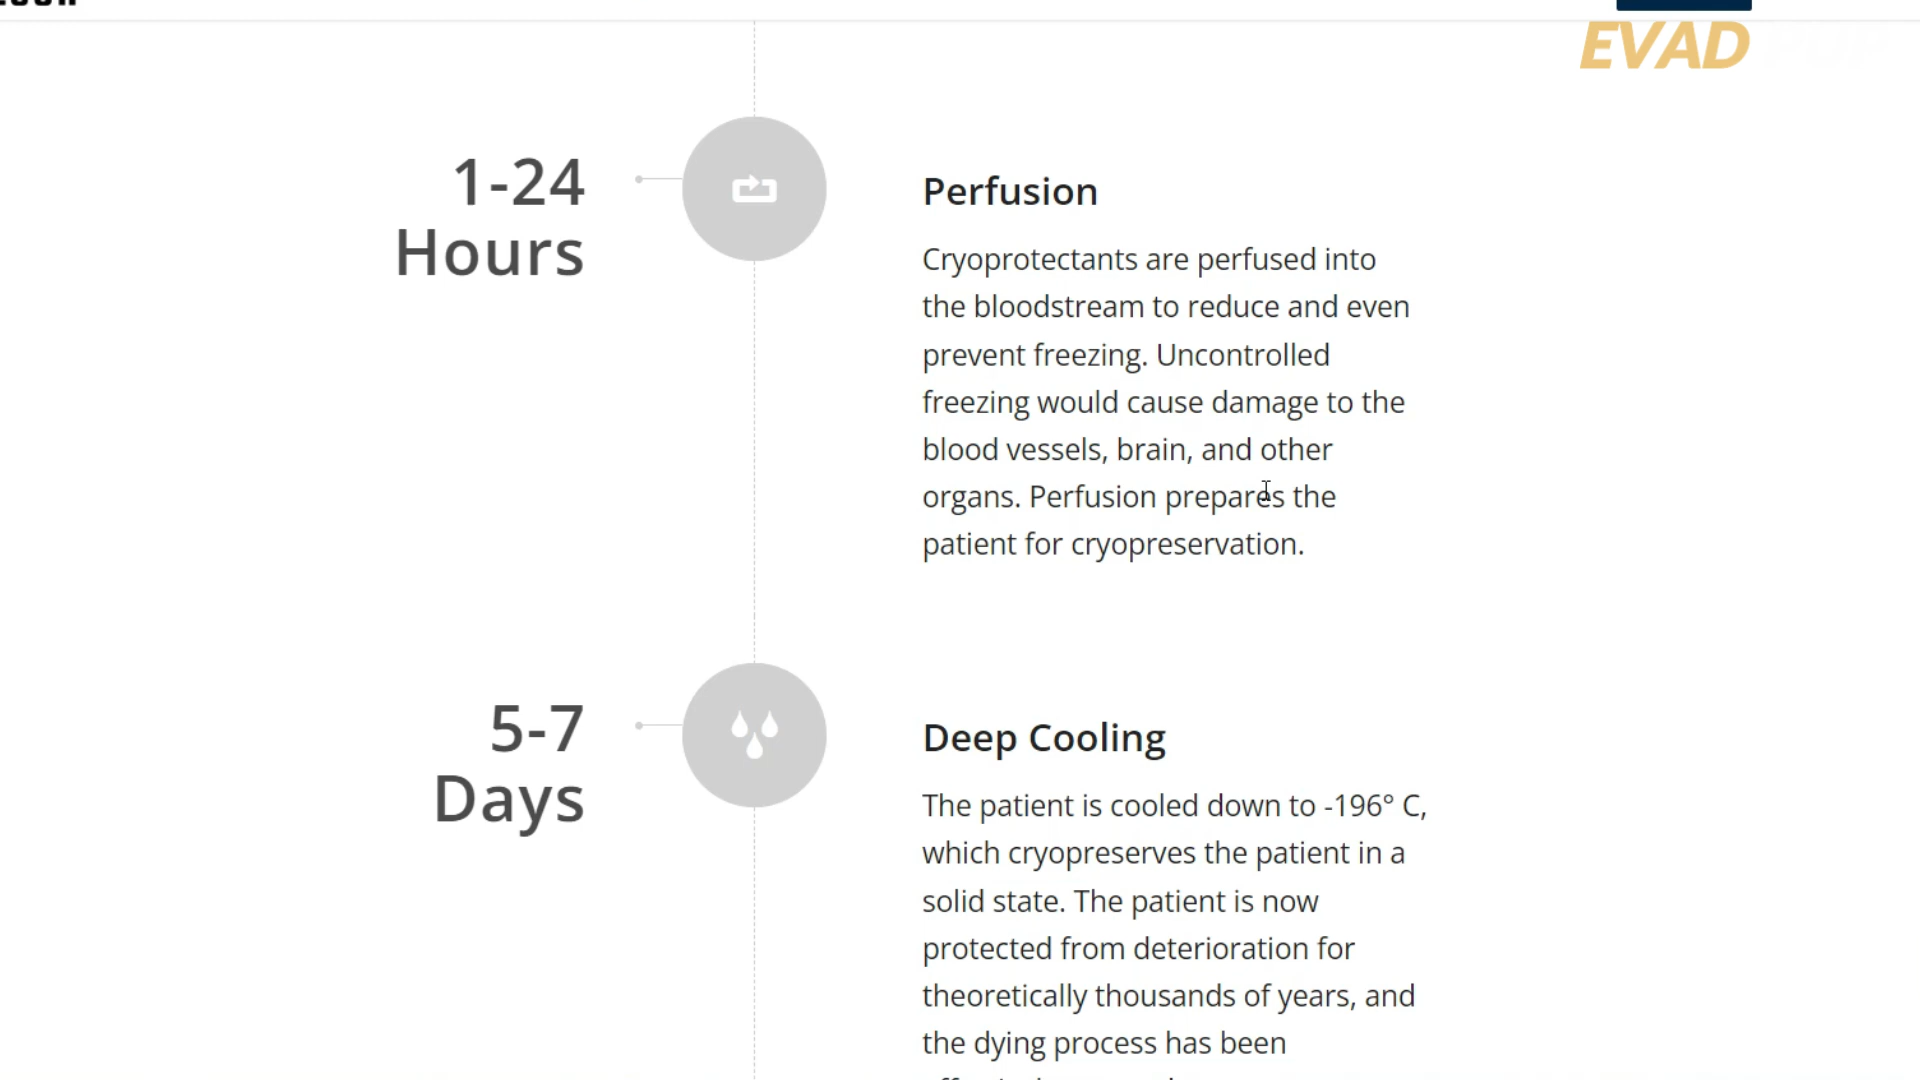 EVAD
1-24
Hours
Perfusion
Cryoprotectants are perfused into
the bloodstream to reduce and even
prevent freezing. Uncontrolled
freezing would cause damage to the
blood vessels, brain, and other
organs. Perfusion prepares the
patient for cryopreservation.
5-7
Days
Deep Cooling
The patient is cooled down to -196° C,
which cryopreserves the patient in a
solid state. The patient is now
protected from deterioration for
theoretically thousands of years, and
the dying process has been